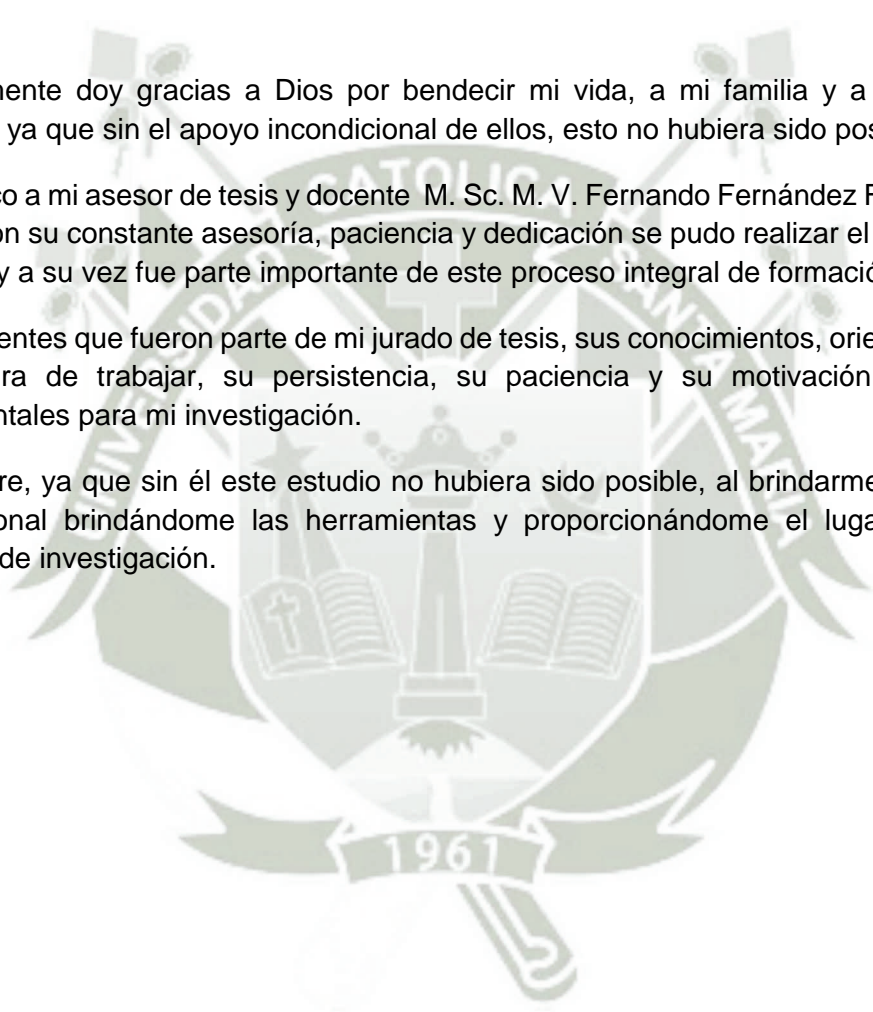 mente doy gracias a Dios por bendecir mi vida, a mi familia y a
ya que sin el apoyo incondicional de ellos, esto no hubiera sido pos
co a mi asesor de tesis y docente M. Sc. M. V. Fernando Fernández F
on su constante asesoría, paciencia y dedicación se pudo realizar el
y a su vez fue parte importante de este proceso integral de formació
entes que fueron parte de mi jurado de tesis, sus conocimientos, orie
ra de trabajar, su persistencia, su paciencia y su motivación
ntales para mi investigación.
re, ya que sin él este estudio no hubiera sido posible, al brindarme
onal brindándome las herramientas y proporcionándome el luga
de investigación.
UNIVERSIDAD CATOLICA SANTA MARIA
1961